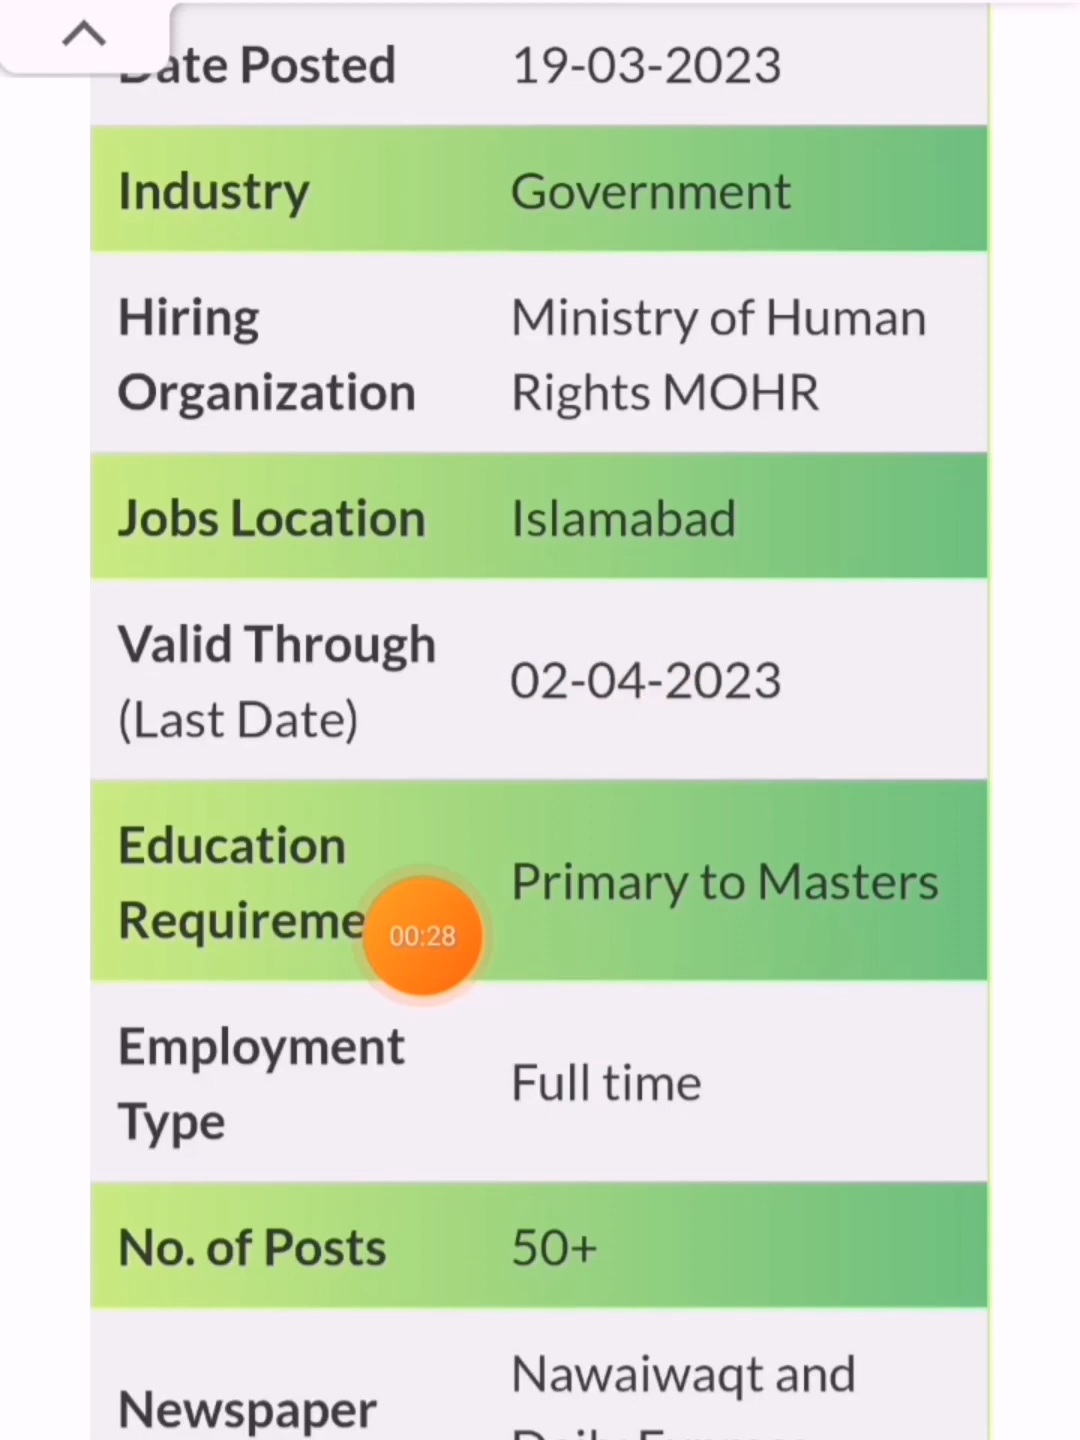 Date Posted 19-03-2023
Industry Government
Hiring Organization Ministry of Human Rights MOHR
Jobs Location Islamabad
Valid Through (Last Date) 02-04-2023
Education Requireme Primary to Masters
00:28
Employment Type Full time
No. of Posts 50+
Newspaper Nawaiwaqt and